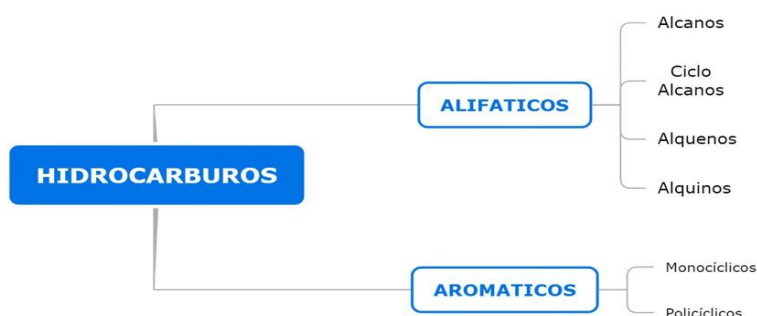 HIDROCARBUROS
ALIFATICOS
Alcanos
Ciclo
Alcanos
Alquenos
Alquinos
AROMATICOS
Monocíclicos
Policíclicos